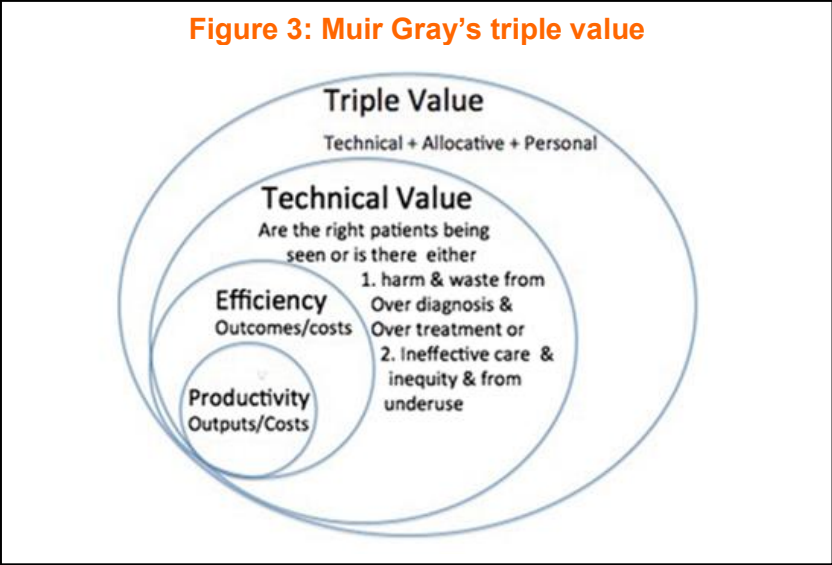 Figure 3: Muir Gray’s triple value
Triple Value
Technical + Allocative + Personal
Technical Value
Are the right patients being
seen or is there either
1. harm & waste from
Over diagnosis &
Over treatment or
2. Ineffective care &
inequity & from
underuse
Efficiency
Outcomes/costs
Productivity
Outputs/Costs